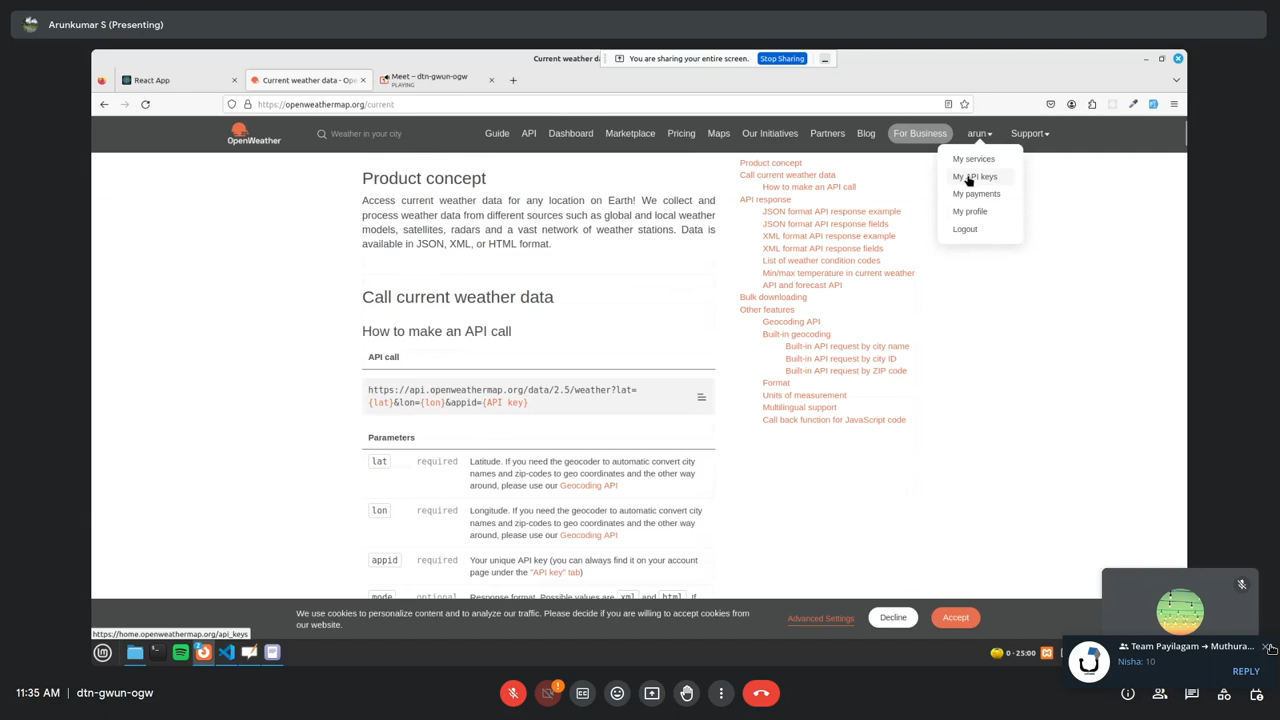 Arunkumar S (Presenting)
Current weather da
You are sharing your entire screen.
Stop Sharing
React App
Current weather data - Ope
Meet – dtn-gwun-ogw
PLAYING
https://openweathermap.org/current
OpenWeather
Weather in your city
Guide
API
Dashboard
Marketplace
Pricing
Maps
Our Initiatives
Partners
Blog
For Business
arun
Support
My services
My API keys
My payments
My profile
Logout
Product concept
Access current weather data for any location on Earth! We collect and
process weather data from different sources such as global and local weather
models, satellites, radars and a vast network of weather stations. Data is
available in JSON, XML, or HTML format.
Call current weather data
How to make an API call
API call
https://api.openweathermap.org/data/2.5/weather?lat=
{lat}&lon={lon}&appid={API key}
Parameters
lat required Latitude. If you need the geocoder to automatic convert city
names and zip-codes to geo coordinates and the other way
around, please use our Geocoding API
lon required Longitude. If you need the geocoder to automatic convert city
names and zip-codes to geo coordinates and the other way
around, please use our Geocoding API
appid required Your unique API key (you can always find it on your account
page under the "API key" tab)
mode optional Response format. Possible values are xml and html. If
Product concept
Call current weather data
How to make an API call
API response
JSON format API response example
JSON format API response fields
XML format API response example
XML format API response fields
List of weather condition codes
Min/max temperature in current weather
API and forecast API
Bulk downloading
Other features
Geocoding API
Built-in geocoding
Built-in API request by city name
Built-in API request by city ID
Built-in API request by ZIP code
Format
Units of measurement
Multilingual support
Call back function for JavaScript code
We use cookies to personalize content and to analyze our traffic. Please decide if you are willing to accept cookies from
our website.
Advanced Settings
Decline
Accept
https://home.openweathermap.org/api_keys
0 - 25:00
Team Payilagam ➔ Muthura...
Nisha: 10
REPLY
11:35 AM | dtn-gwun-ogw